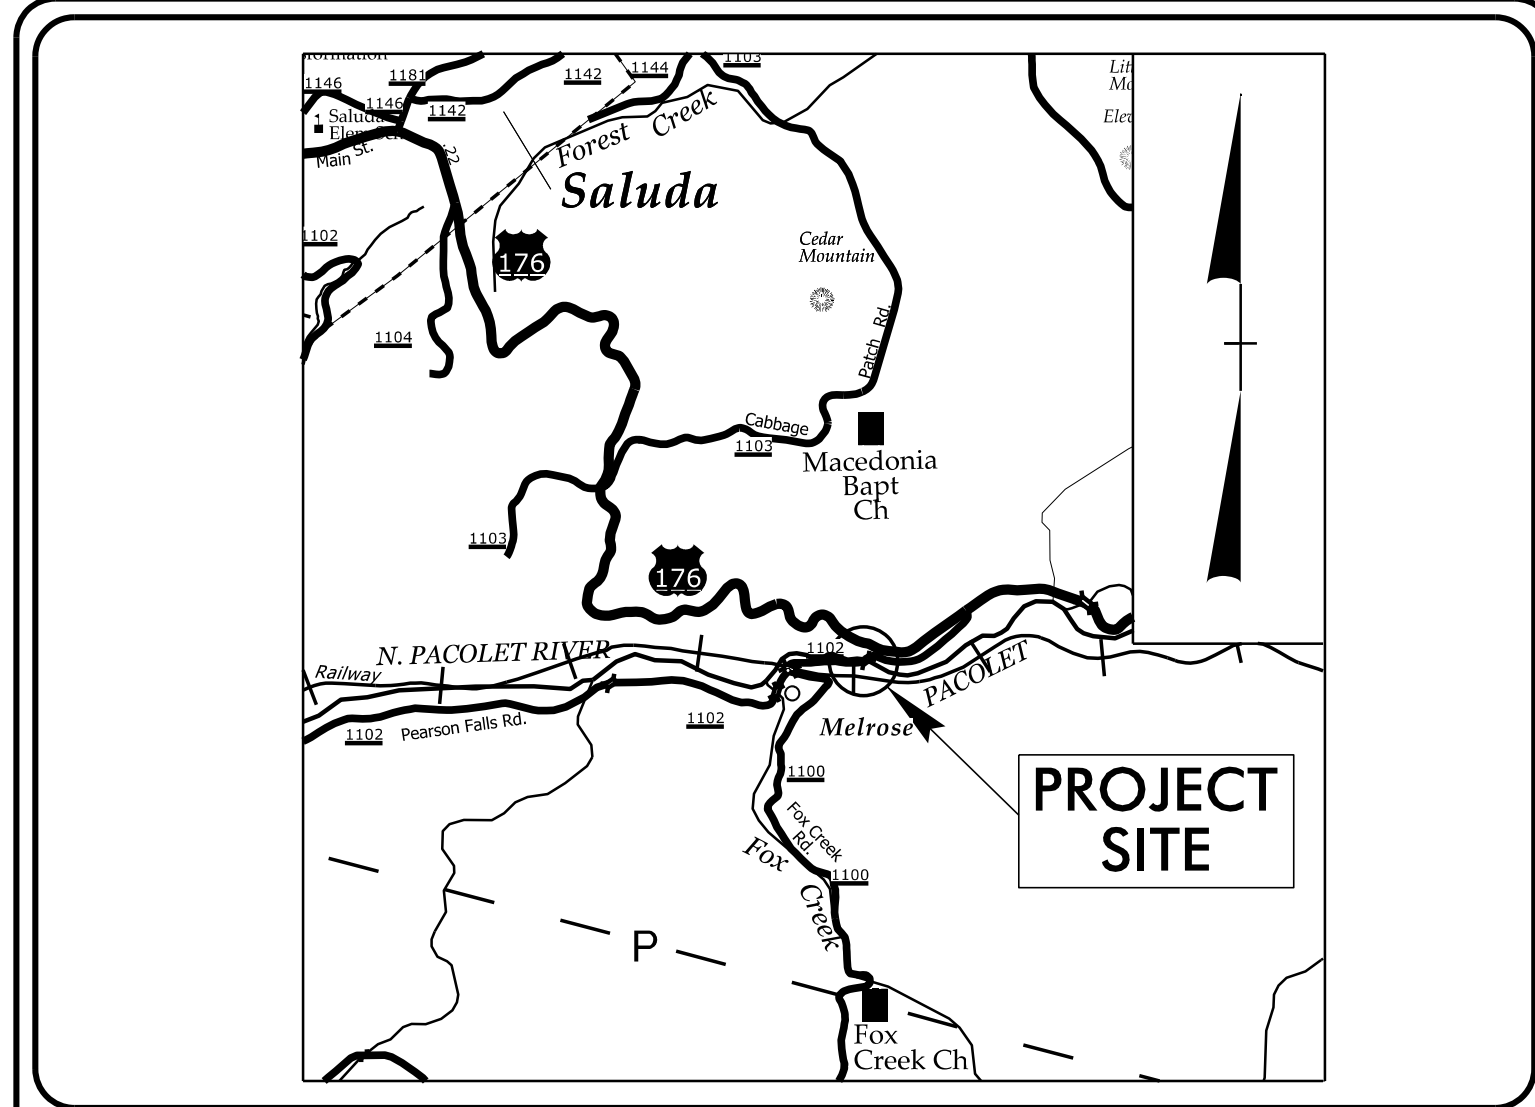 1146
1181
1142
1144
1103
1146
1142
Saluda
Main St.
22
Forest Creek
Saluda
1102
176
Cedar
Mountain
1104
Patch Rd.
Cabbage
1103
Macedonia
Bapt
Ch
1103
176
N. PACOLET RIVER
Railway
1102
PACOLET
1102
Pearson Falls Rd.
1102
Melrose
1100
PROJECT
SITE
Fox Creek
Rd.
Fox
Creek
1100
P
Fox
Creek Ch